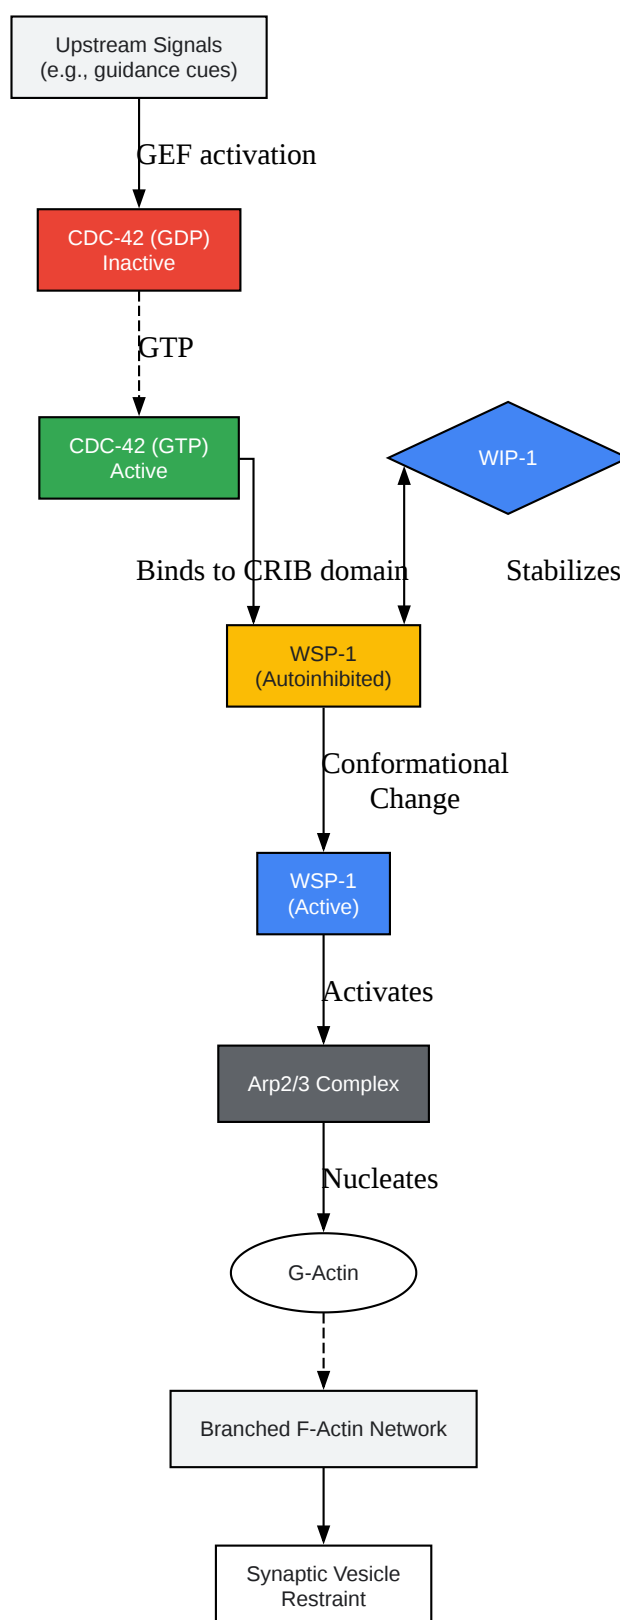 Upstream Signals
(e.g., guidance cues)
GEF activation
CDC-42 (GDP)
Inactive
GTP
CDC-42 (GTP)
Active
WIP-1
Binds to CRIB domain
Stabilizes
WSP-1
(Autoinhibited)
Conformational
Change
WSP-1
(Active)
Activates
Arp2/3 Complex
Nucleates
G-Actin
Branched F-Actin Network
Synaptic Vesicle
Restraint